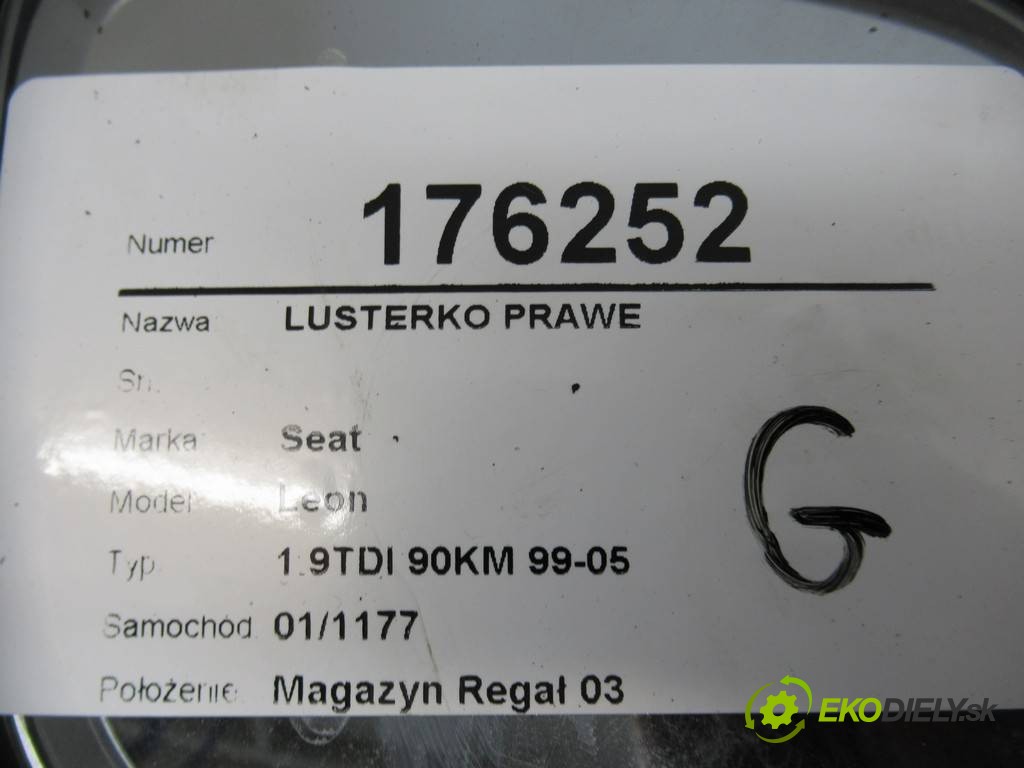 Numer 176252
Nazwa LUSTERKO PRAWE
Sn.
Marka Seat
Model Leon
Typ 1.9TDI 90KM 99-05
Samochód 01/1177
Położenie Magazyn Regał 03
G
EKODIELY.sk